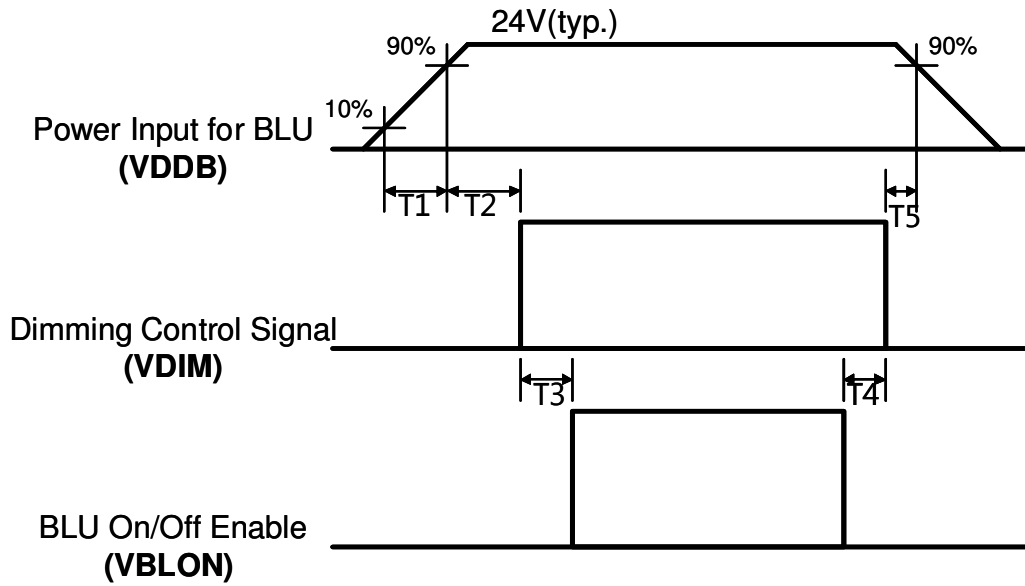 24V(typ.)
90%
90%
10%
Power Input for BLU
(VDDB)
T1
T2
T5
Dimming Control Signal
(VDIM)
T3
T4
BLU On/Off Enable
(VBLON)